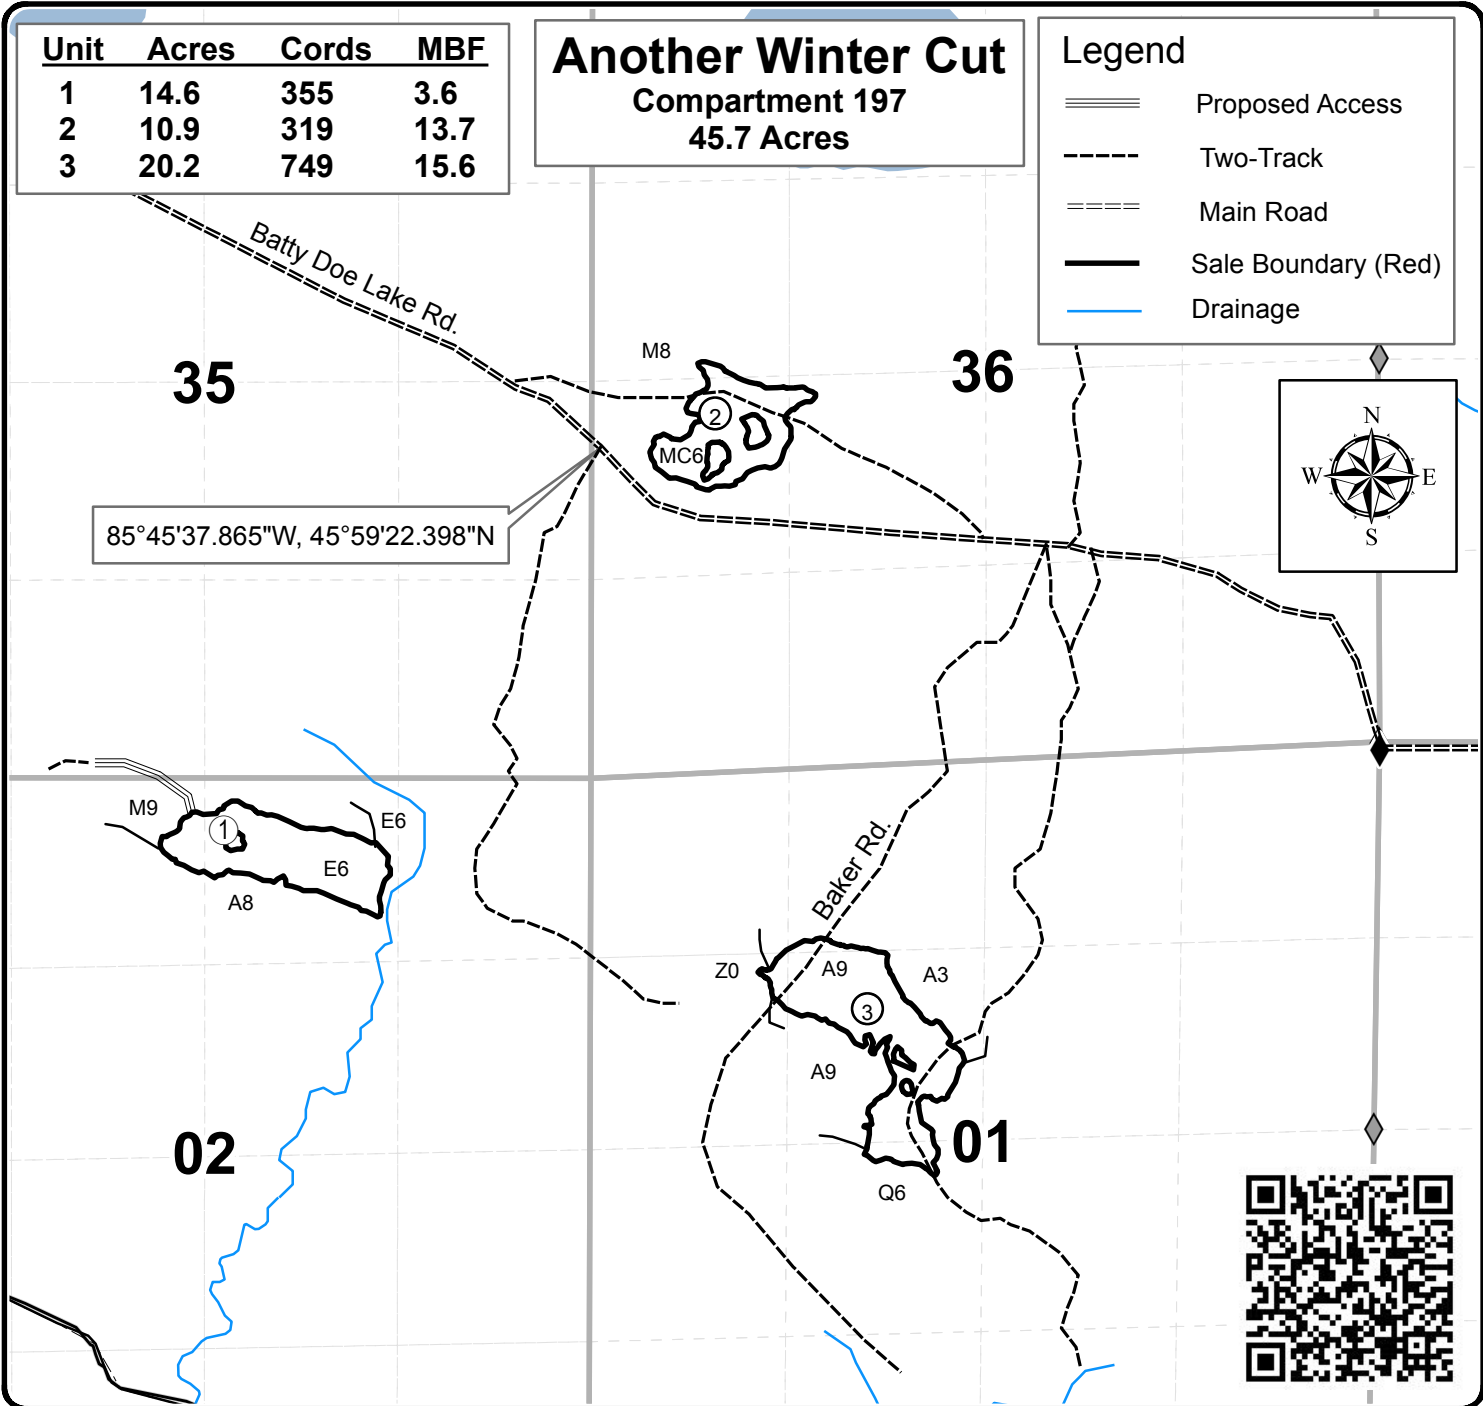 Unit Acres Cords MBF
1 14.6 355 3.6
2 10.9 319 13.7
3 20.2 749 15.6
Another Winter Cut
Compartment 197
45.7 Acres
Legend
Proposed Access
Two-Track
Main Road
Sale Boundary (Red)
Drainage
Batty Doe Lake Rd.
35
M8
36
2
MC6
N
W E
S
85°45'37.865"W, 45°59'22.398"N
M9
1
E6
E6
A8
Baker Rd.
Z0
A9
A3
3
A9
02
01
Q6